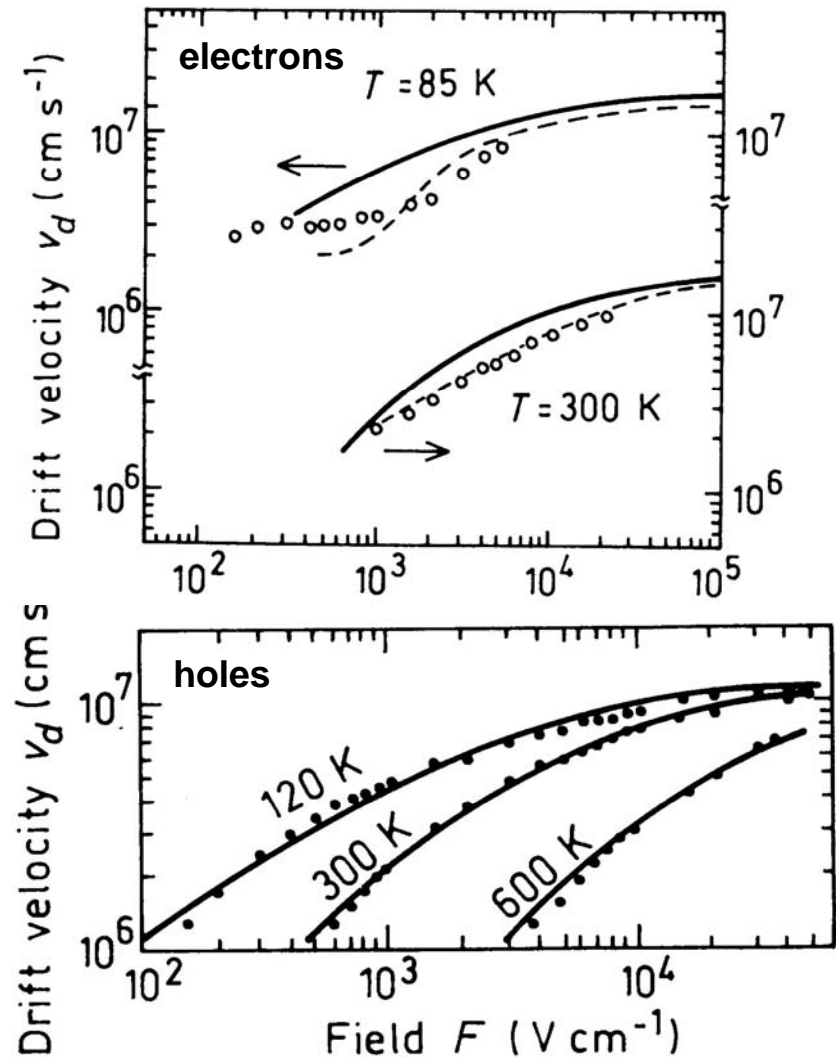 electrons
T = 85 K
Drift velocity v_d (cm s⁻¹)
10⁷
10⁶
10⁶
10⁷
10⁷
10⁶
T = 300 K
10²
10³
10⁴
10⁵
holes
Drift velocity v_d (cm s
10⁷
10⁶
120 K
300 K
600 K
10²
10³
10⁴
Field F (V cm⁻¹)